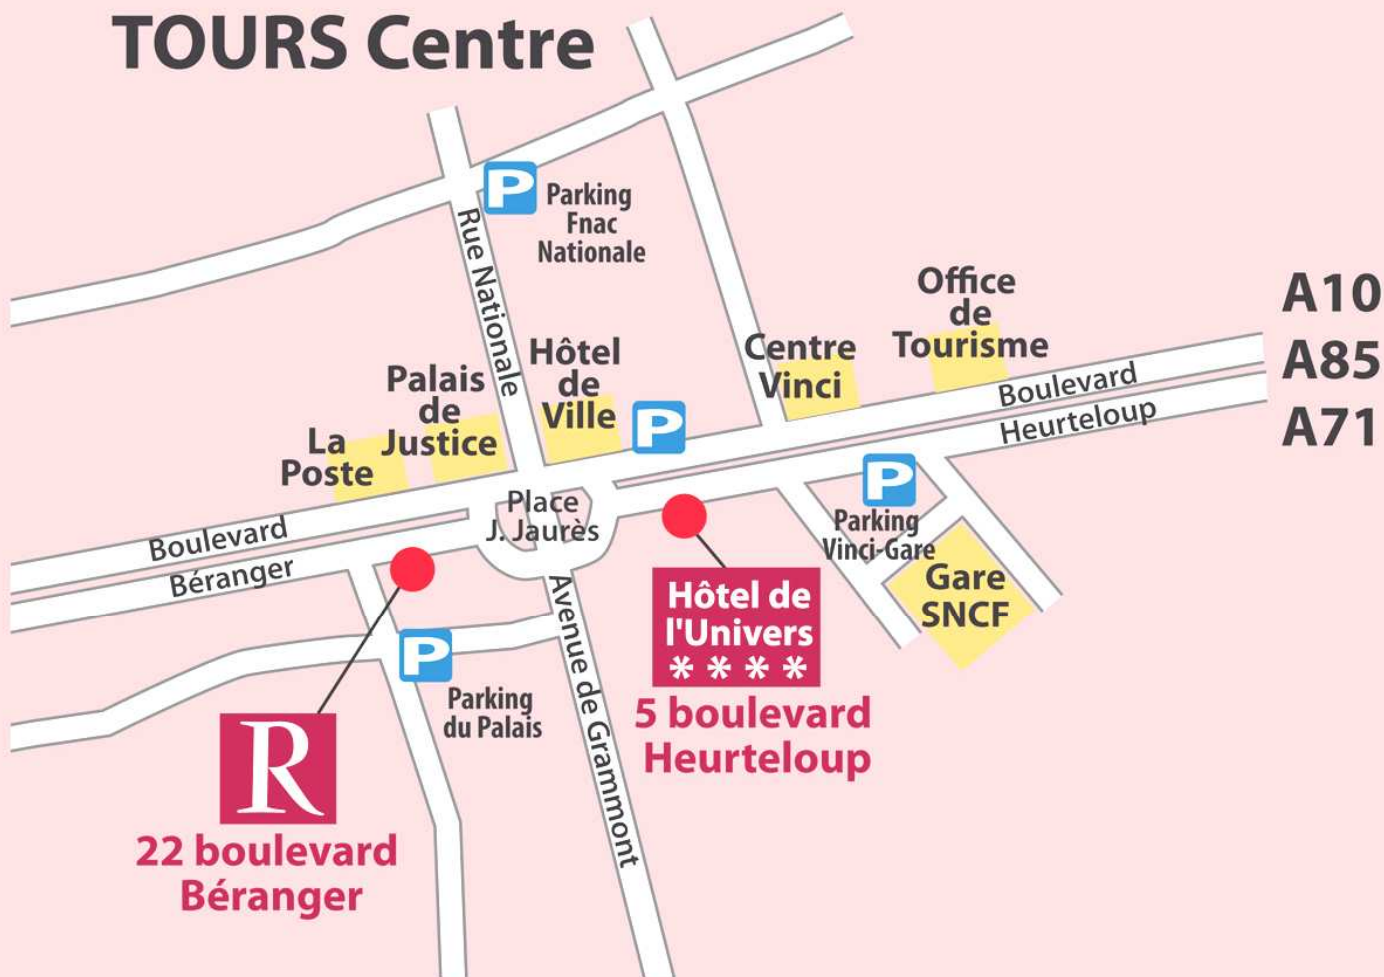 TOURS Centre
P
Parking
Fnac
Nationale
Rue Nationale
Office
de
Tourisme
A10
A85
A71
Centre
Vinci
Hôtel
de
Ville
P
Palais
de
Justice
La
Poste
Boulevard
Heurteloup
Place
J. Jaurès
P
Parking
Vinci-Gare
Gare
SNCF
Boulevard
Béranger
Hôtel de
l'Univers
* * * *
5 boulevard
Heurteloup
P
Parking
du Palais
Avenue de Grammont
R
22 boulevard
Béranger